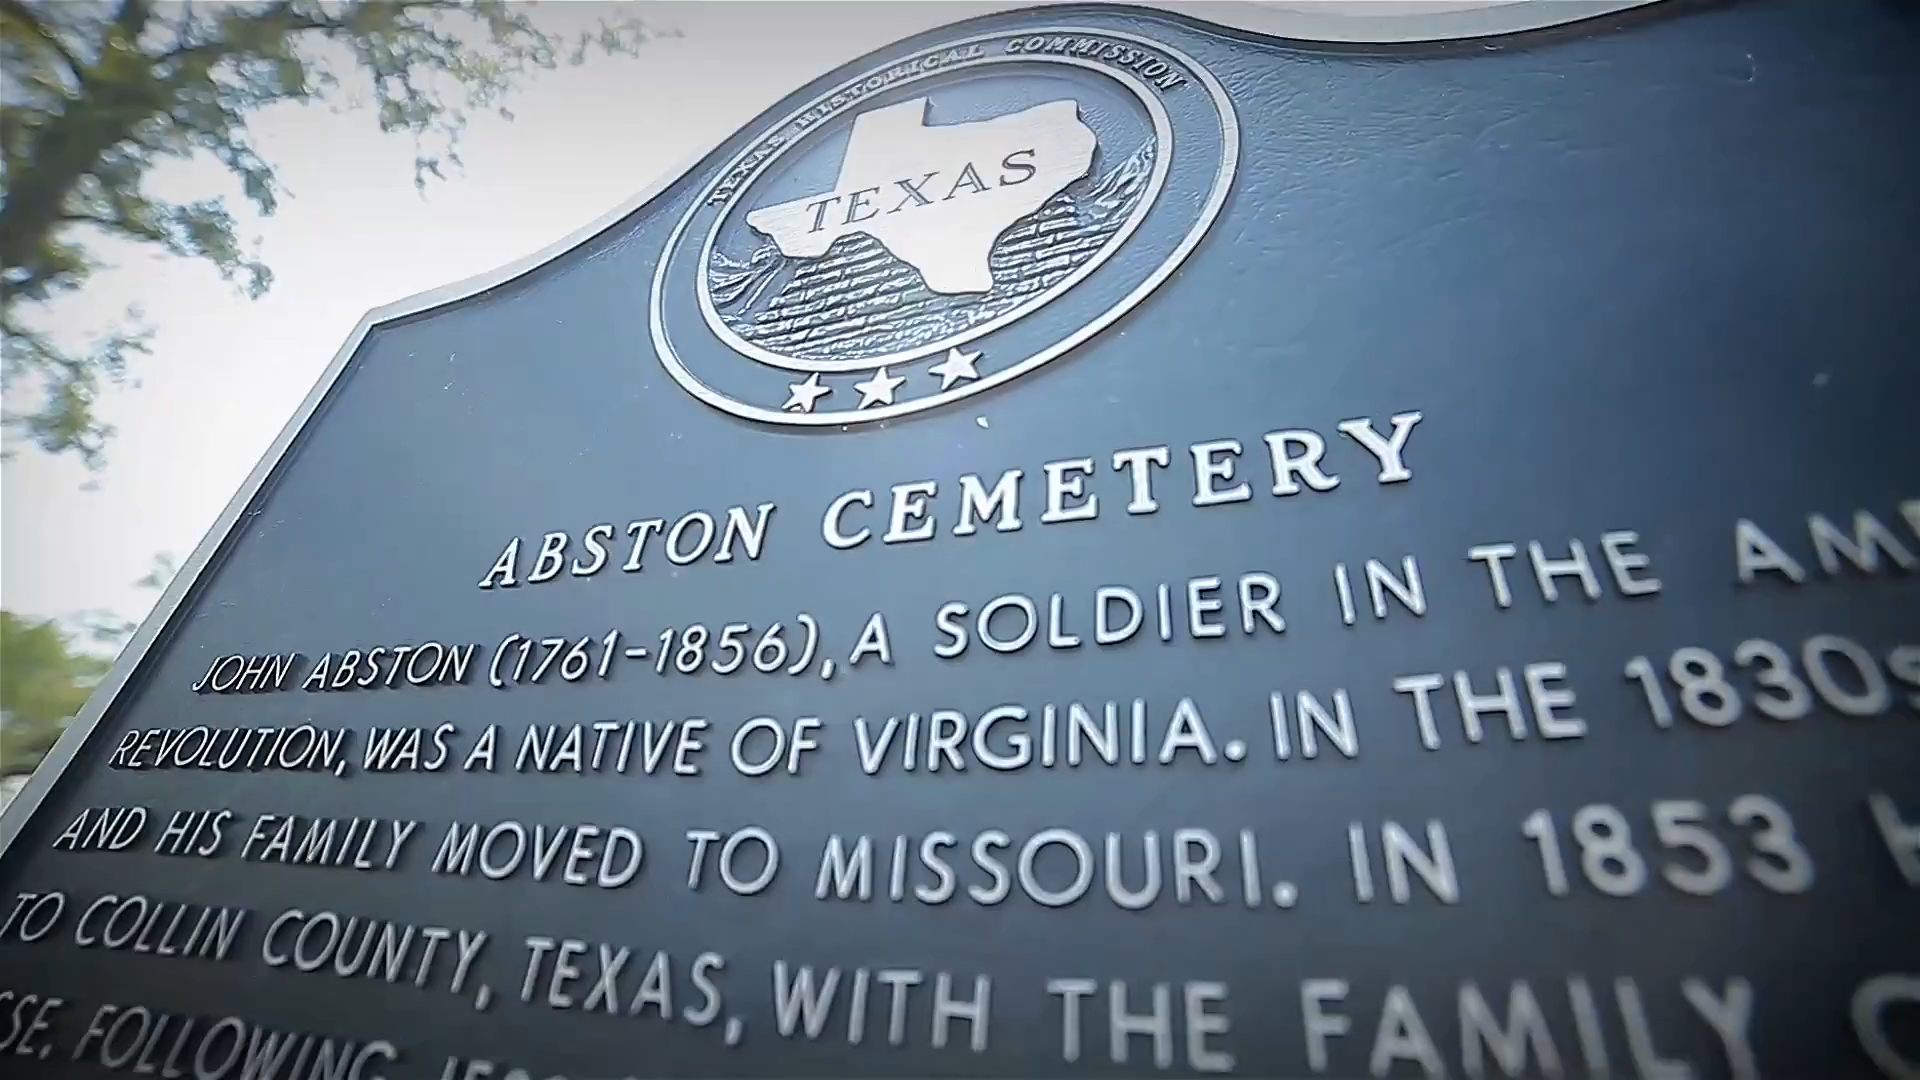 TEXAS HISTORICAL COMMISSION
TEXAS
ABSTON CEMETERY
JOHN ABSTON (1761-1856), A SOLDIER IN THE
REVOLUTION, WAS A NATIVE OF VIRGINIA. IN THE 1830s
AND HIS FAMILY MOVED TO MISSOURI. IN 1853
TO COLLIN COUNTY, TEXAS, WITH THE FAMILY
FOLLOWING